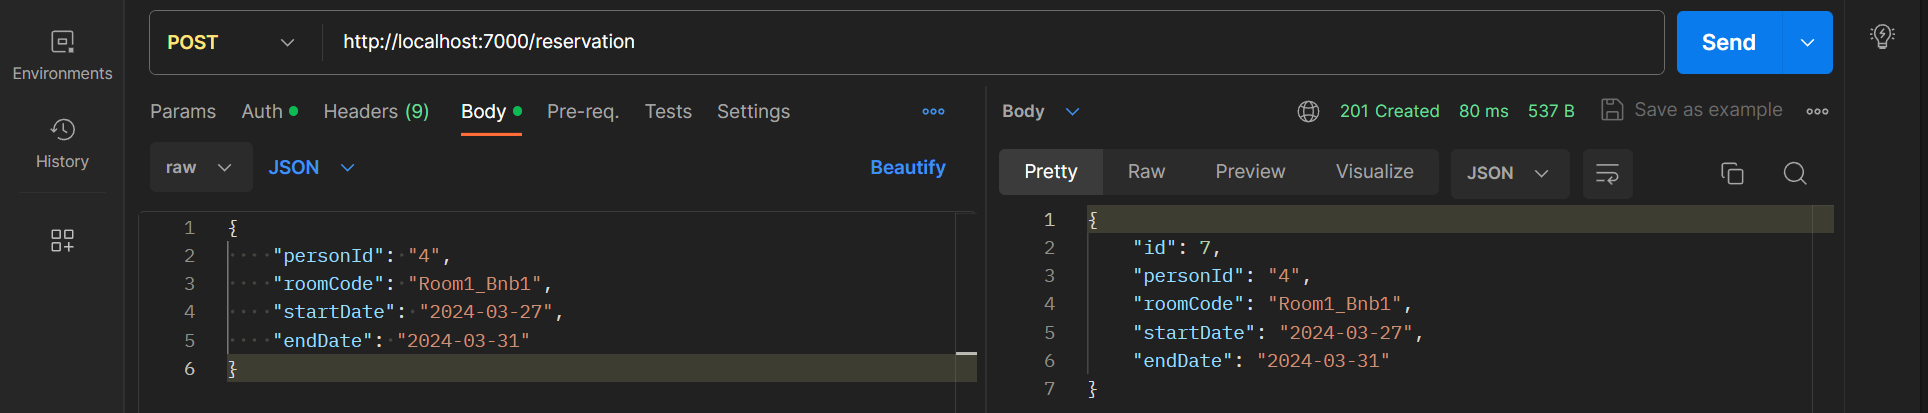 POST http://localhost:7000/reservation Send
Environments
History
Params Auth Headers (9) Body Pre-req. Tests Settings
raw JSON Beautify
1 {
2 "personId": "4",
3 "roomCode": "Room1_Bnb1",
4 "startDate": "2024-03-27",
5 "endDate": "2024-03-31"
6 }
Body 201 Created 80 ms 537 B Save as example
Pretty Raw Preview Visualize JSON
1 {
2 "id": 7,
3 "personId": "4",
4 "roomCode": "Room1_Bnb1",
5 "startDate": "2024-03-27",
6 "endDate": "2024-03-31"
7 }